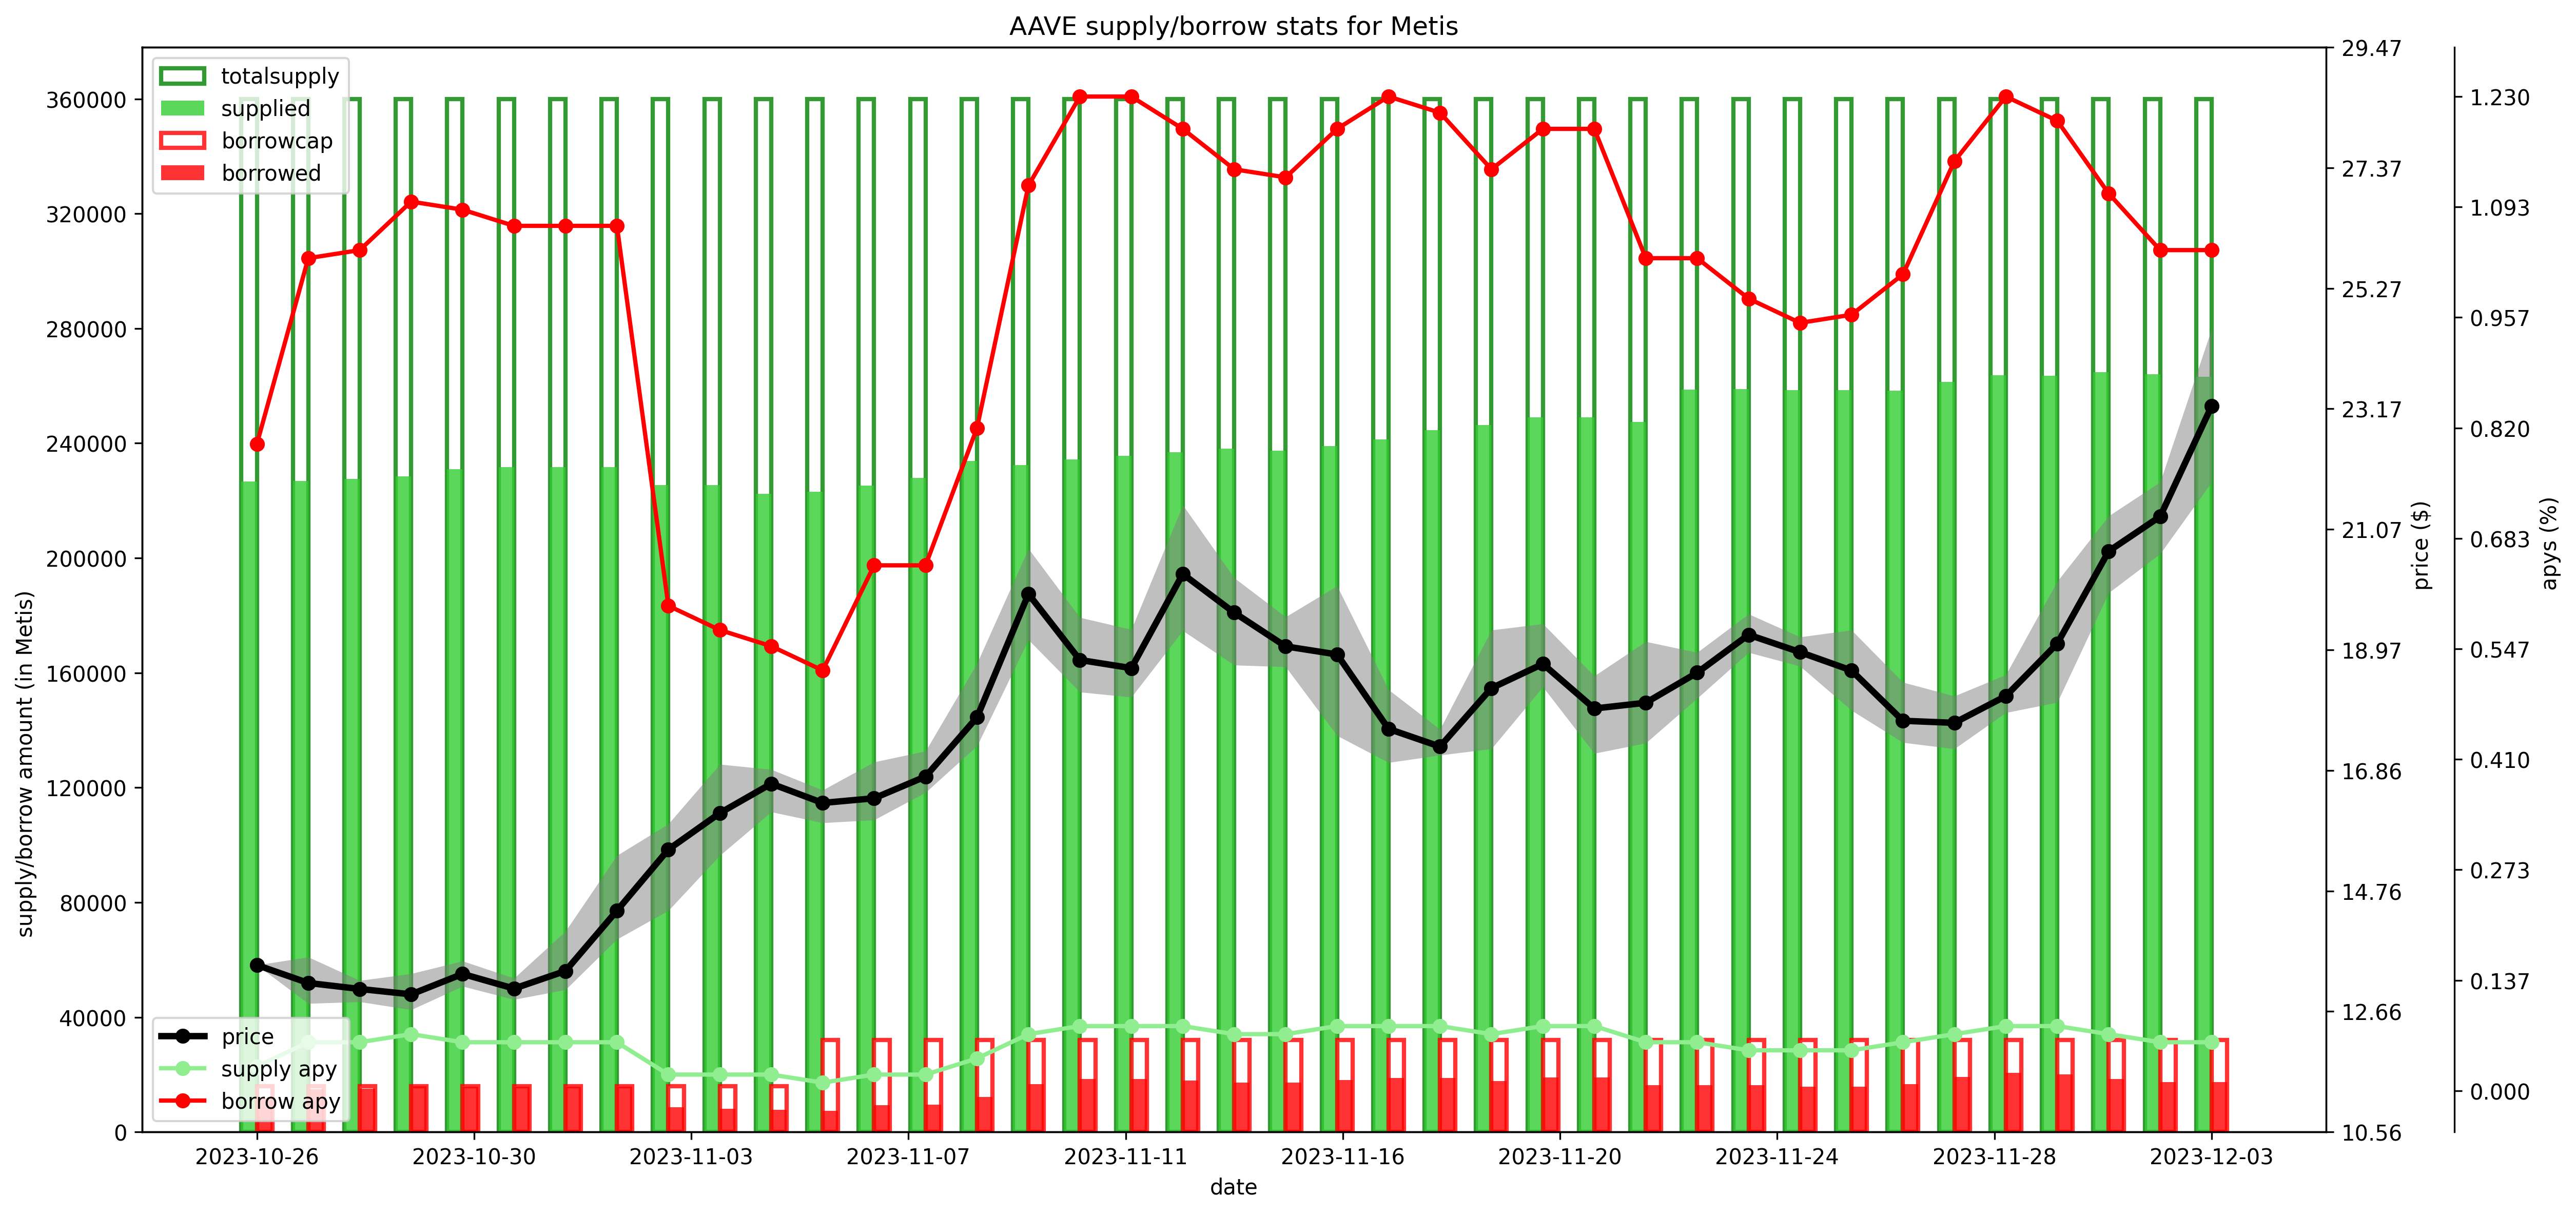 AAVE supply/borrow stats for Metis
totalsupply
supplied
borrowcap
borrowed
price
supply apy
borrow apy
supply/borrow amount (in Metis)
360000
320000
280000
240000
200000
160000
120000
80000
40000
0
29.47
27.37
25.27
23.17
21.07
18.97
16.86
14.76
12.66
10.56
price ($)
1.230
1.093
0.957
0.820
0.683
0.547
0.410
0.273
0.137
0.000
apys (%)
2023-10-26 2023-10-30 2023-11-03 2023-11-07 2023-11-11 2023-11-16 2023-11-20 2023-11-24 2023-11-28 2023-12-03
date